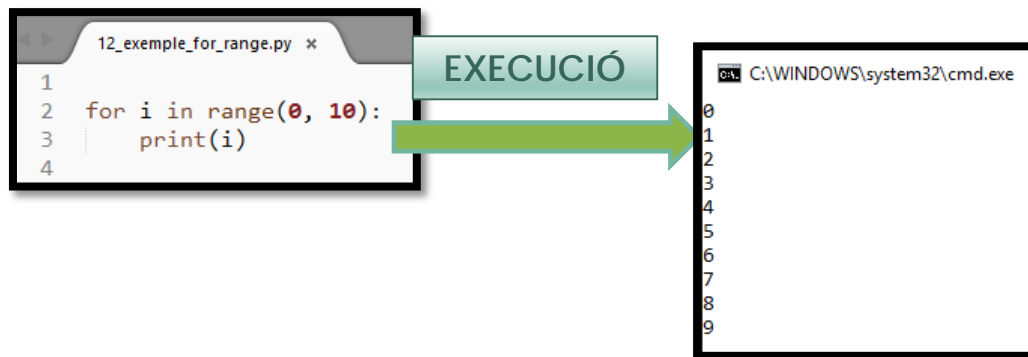 12_exemple_for_range.py ×
1
2 for i in range(0, 10):
3 print(i)
4
EXECUCIÓ
C:\WINDOWS\system32\cmd.exe
0
1
2
3
4
5
6
7
8
9